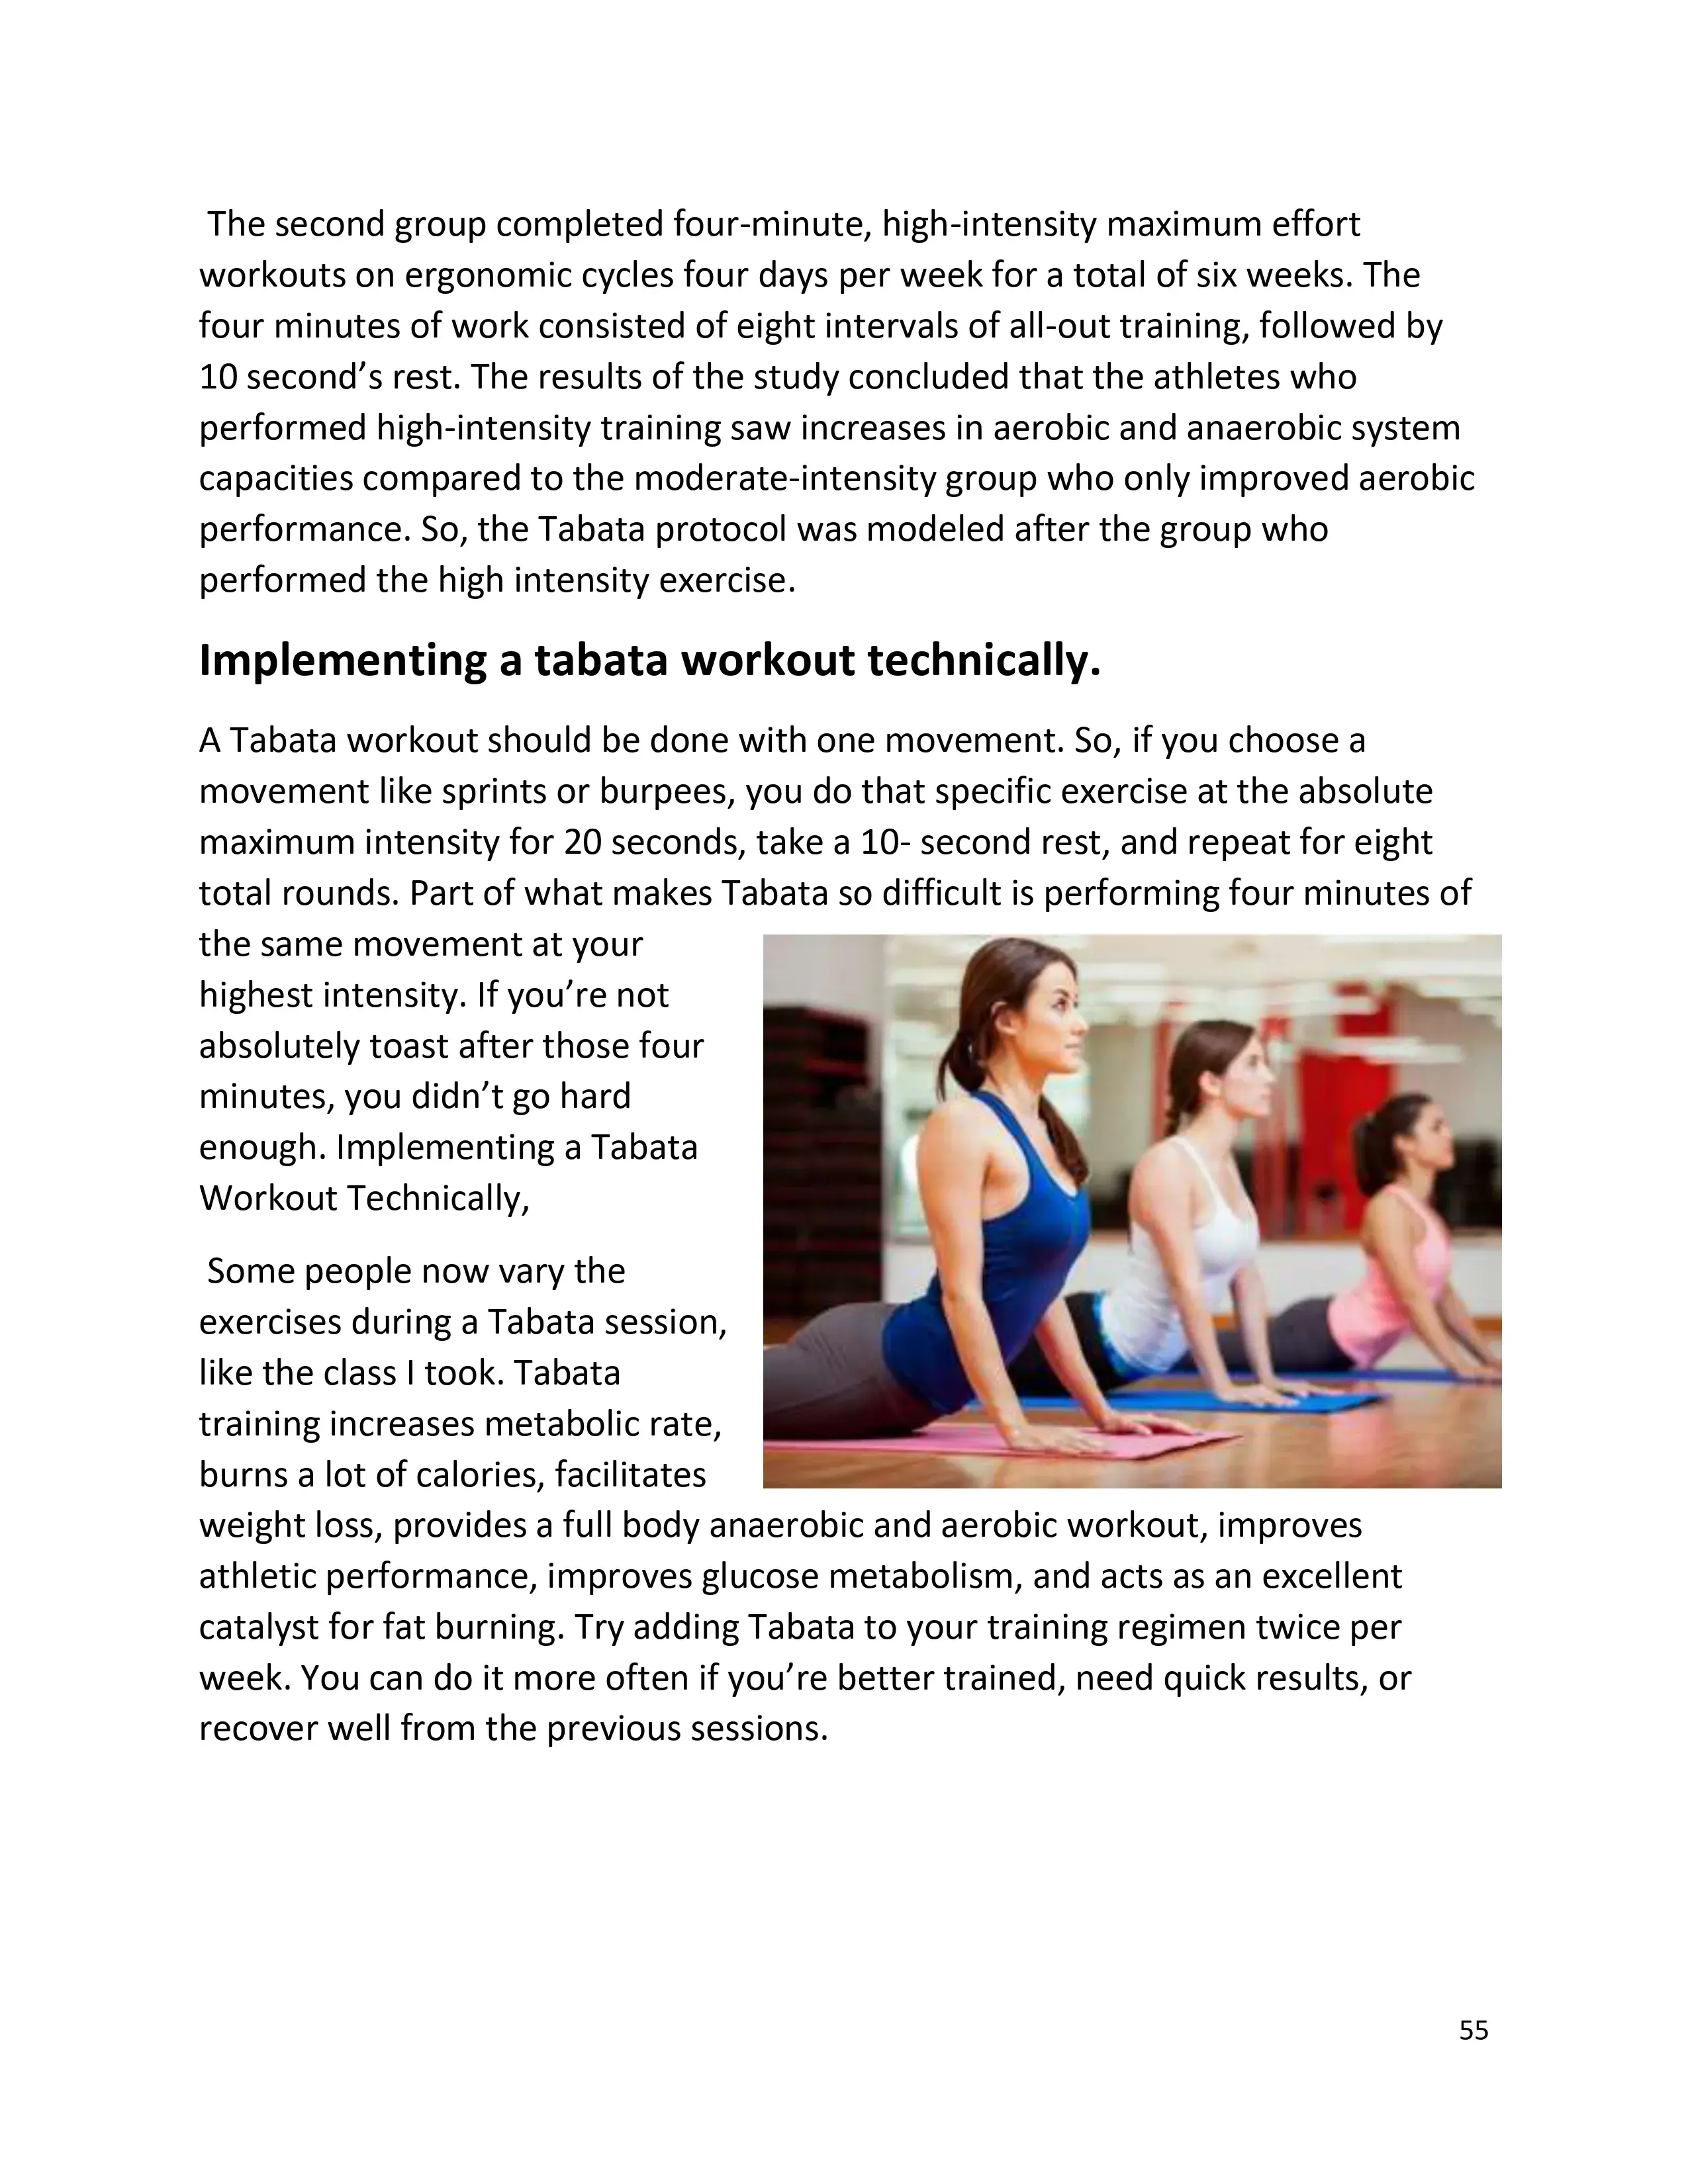 The second group completed four-minute, high-intensity maximum effort
workouts on ergonomic cycles four days per week for a total of six weeks. The
four minutes of work consisted of eight intervals of all-out training, followed by
10 second’s rest. The results of the study concluded that the athletes who
performed high-intensity training saw increases in aerobic and anaerobic system
capacities compared to the moderate-intensity group who only improved aerobic
performance. So, the Tabata protocol was modeled after the group who
performed the high intensity exercise.
Implementing a tabata workout technically.
A Tabata workout should be done with one movement. So, if you choose a
movement like sprints or burpees, you do that specific exercise at the absolute
maximum intensity for 20 seconds, take a 10- second rest, and repeat for eight
total rounds. Part of what makes Tabata so difficult is performing four minutes of
the same movement at your
highest intensity. If you’re not
absolutely toast after those four
minutes, you didn’t go hard
enough. Implementing a Tabata
Workout Technically,
Some people now vary the
exercises during a Tabata session,
like the class I took. Tabata
training increases metabolic rate,
burns a lot of calories, facilitates
weight loss, provides a full body anaerobic and aerobic workout, improves
athletic performance, improves glucose metabolism, and acts as an excellent
catalyst for fat burning. Try adding Tabata to your training regimen twice per
week. You can do it more often if you’re better trained, need quick results, or
recover well from the previous sessions.
55